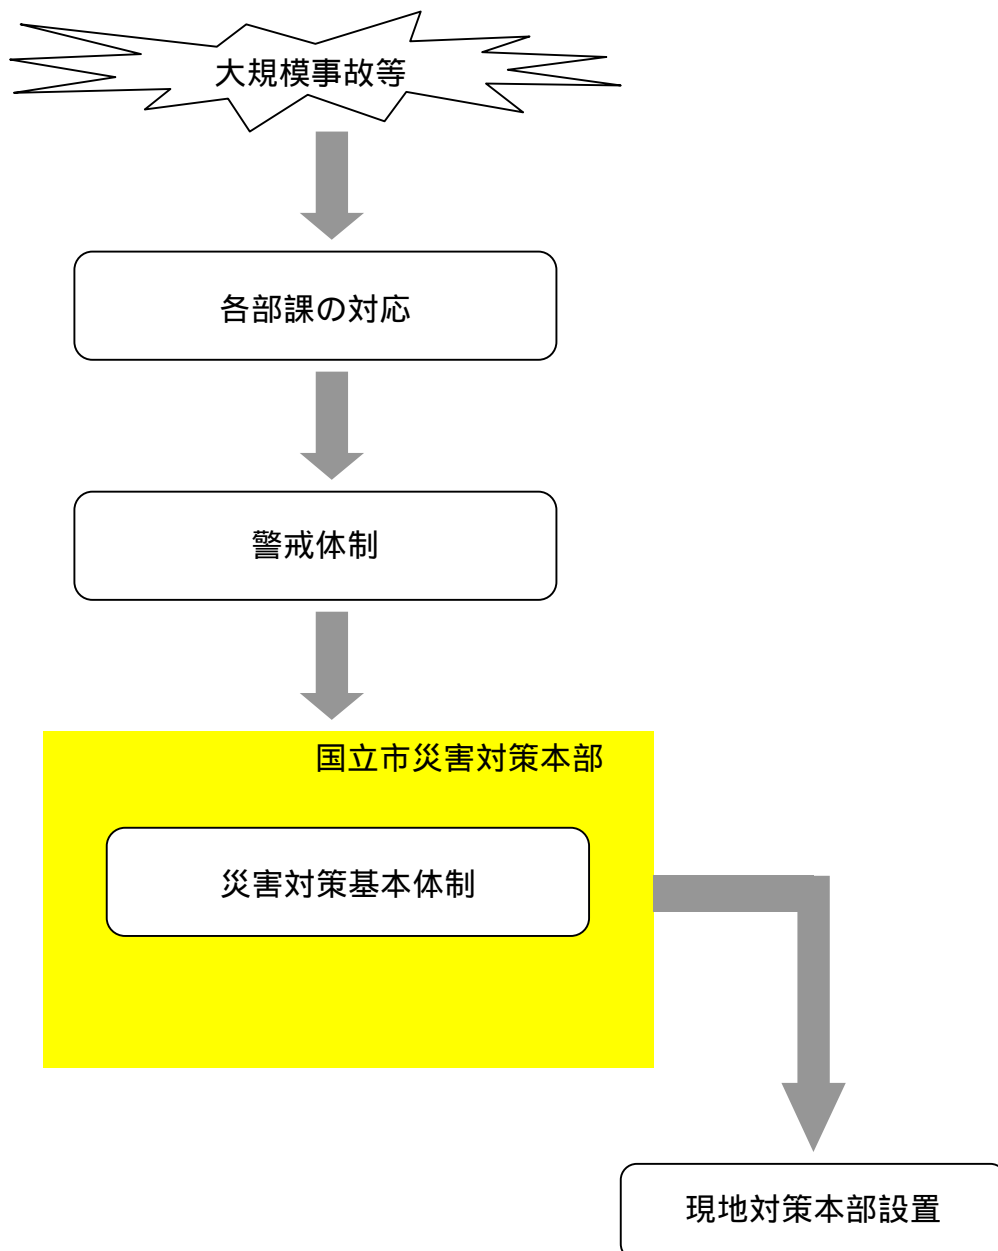 大規模事故等
各部課の対応
警戒体制
国立市災害対策本部
災害対策基本体制
現地対策本部設置